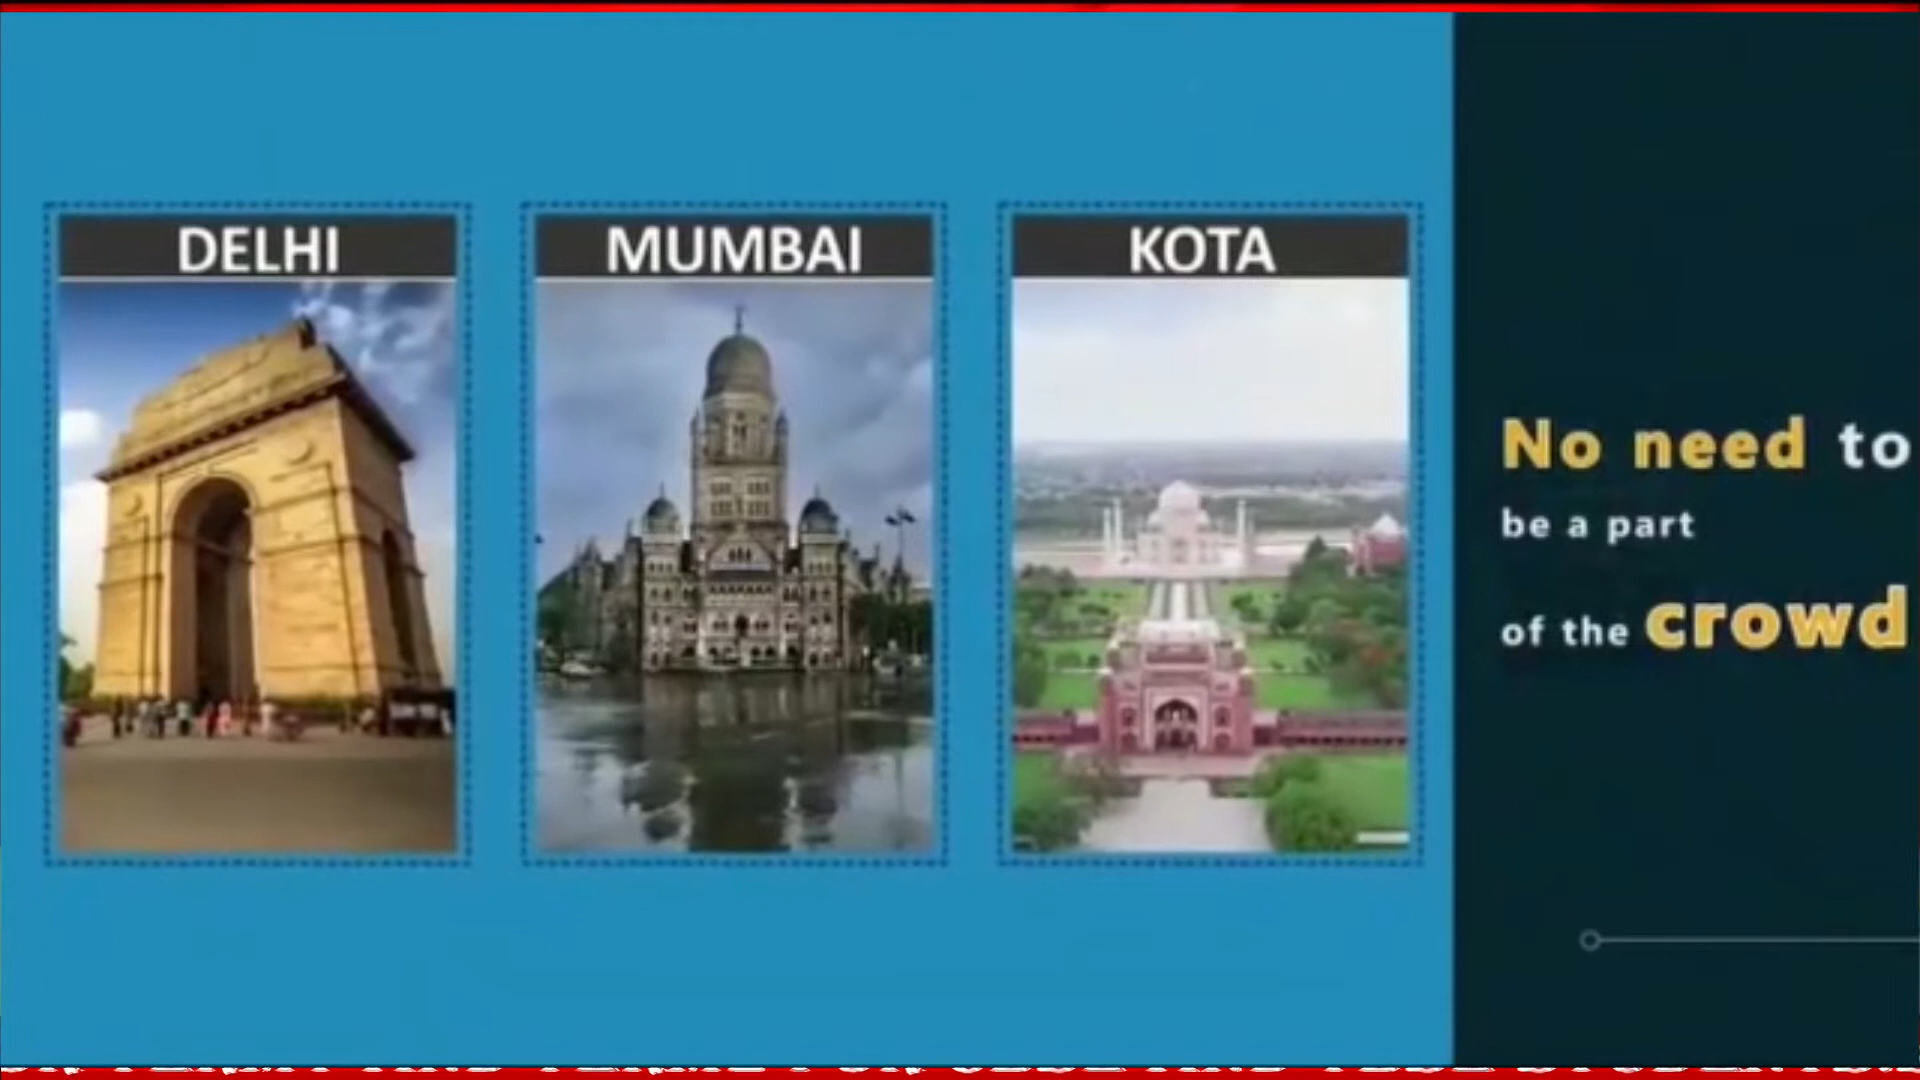 DELHI
MUMBAI
KOTA
No need to
be a part
of the crowd